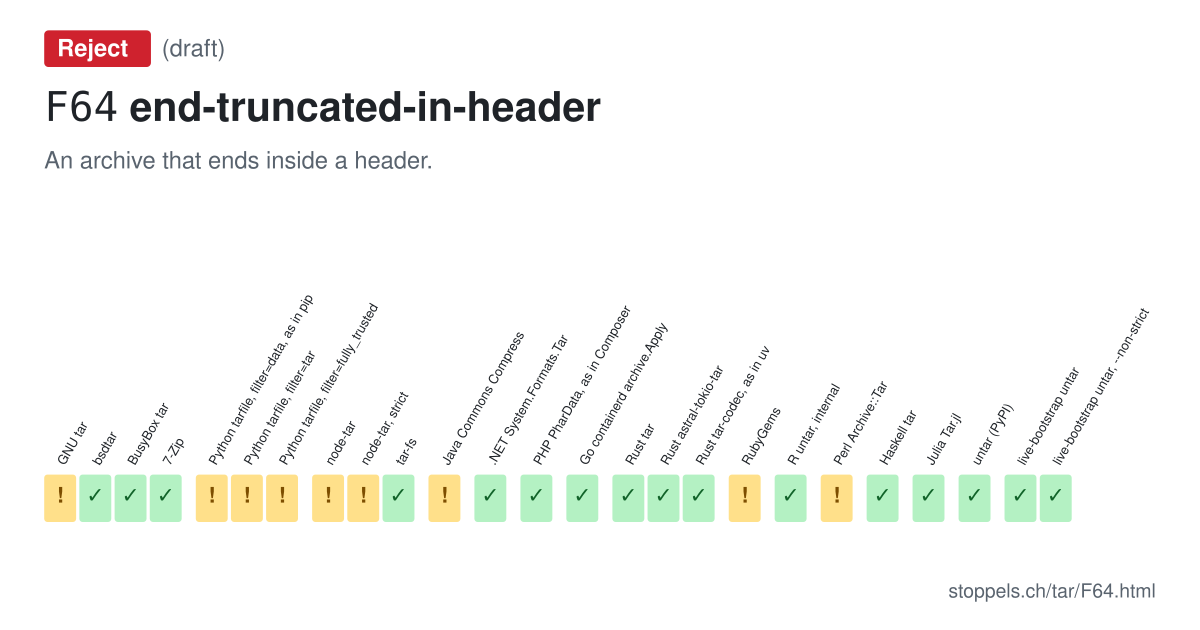 Reject (draft)
F64 end-truncated-in-header
An archive that ends inside a header.
GNU tar
bsdtar
BusyBox tar
7-Zip
Python tarfile, filter=data, as in pip
Python tarfile, filter=tar
Python tarfile, filter=fully_trusted
node-tar
node-tar, strict
tar-fs
Java Commons Compress
.NET System.Formats.Tar
PHP PharData, as in Composer
Go containerd archive.Apply
Rust tar
Rust astral-tokio-tar
Rust tar-codec, as in uv
RubyGems
R untar, internal
Perl Archive::Tar
Haskell tar
Julia Tar.jl
untar (PyPI)
live-bootstrap untar
live-bootstrap untar, --non-strict
! ✓ ✓ ✓ ! ! ! ! ! ✓ ! ✓ ✓ ✓ ✓ ✓ ✓ ! ✓ ! ✓ ✓ ✓ ✓ ✓
stoppels.ch/tar/F64.html